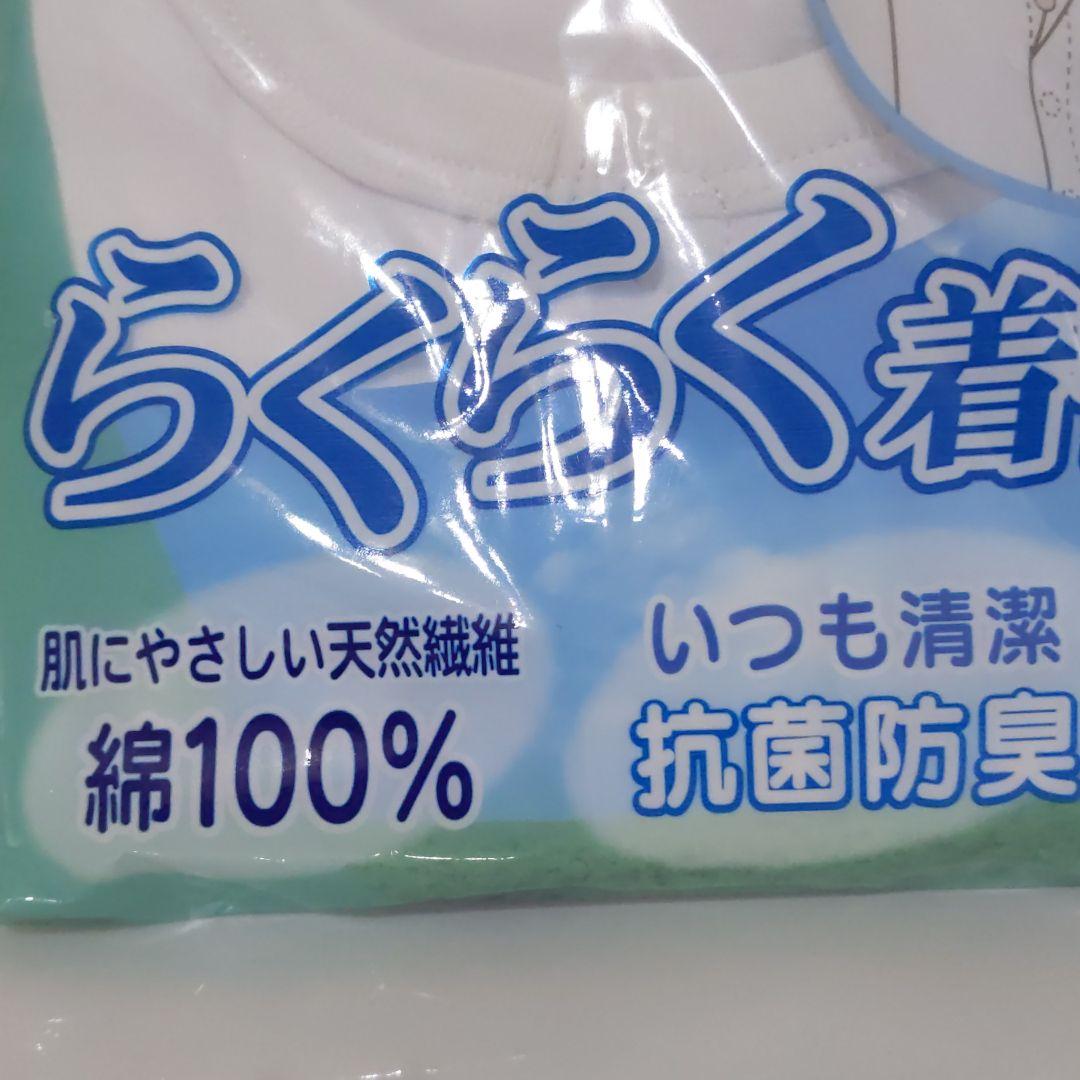 らくらく着
肌にやさしい天然繊維
綿100%
いつも清潔
抗菌防臭